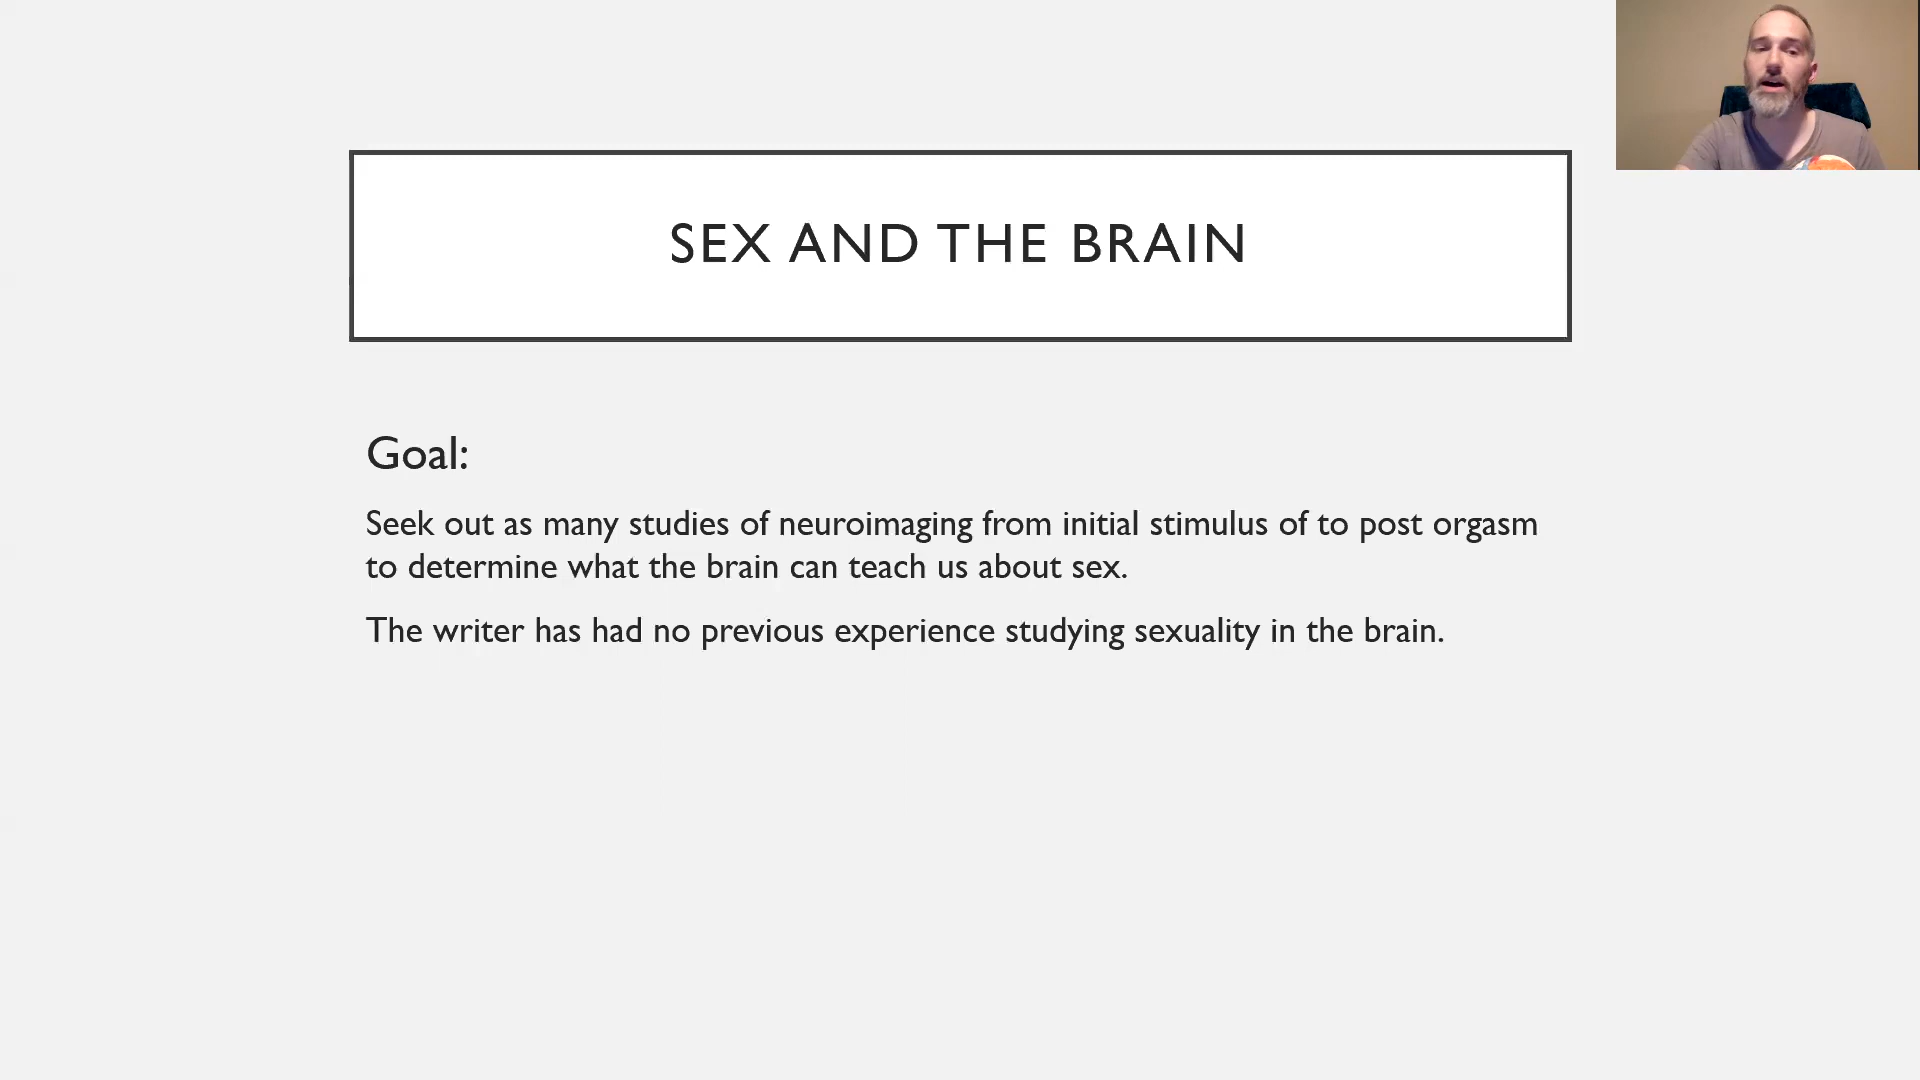 SEX AND THE BRAIN
Goal:
Seek out as many studies of neuroimaging from initial stimulus of to post orgasm
to determine what the brain can teach us about sex.
The writer has had no previous experience studying sexuality in the brain.